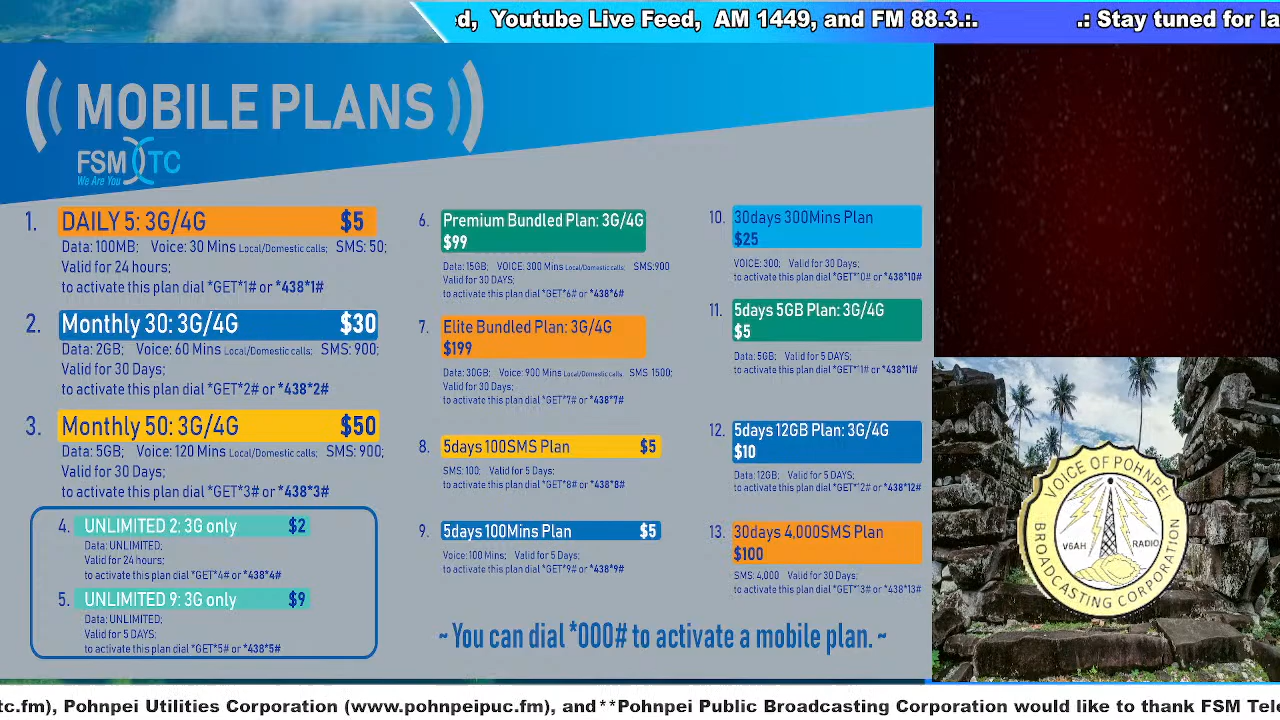 d, Youtube Live Feed, AM 1449, and FM 88.3.:. .: Stay tuned for la
MOBILE PLANS
FSMTC
We Are You
1. DAILY 5: 3G/4G $5
Data: 100MB; Voice: 30 Mins Local/Domestic calls; SMS: 50;
Valid for 24 hours;
to activate this plan dial *GET*1# or *438*1#
2. Monthly 30: 3G/4G $30
Data: 2GB; Voice: 60 Mins Local/Domestic calls; SMS: 900;
Valid for 30 Days;
to activate this plan dial *GET*2# or *438*2#
3. Monthly 50: 3G/4G $50
Data: 5GB; Voice: 120 Mins Local/Domestic calls; SMS: 900;
Valid for 30 Days;
to activate this plan dial *GET*3# or *438*3#
4. UNLIMITED 2: 3G only $2
Data: UNLIMITED;
Valid for 24 hours;
to activate this plan dial *GET*4# or *438*4#
5. UNLIMITED 9: 3G only $9
Data: UNLIMITED;
Valid for 5 DAYS;
to activate this plan dial *GET*5# or *438*5#
6. Premium Bundled Plan: 3G/4G
$99
Data: 15GB; VOICE: 300 Mins Local/Domestic calls; SMS:900
Valid for 30 DAYS;
to activate this plan dial *GET*6# or *438*6#
7. Elite Bundled Plan: 3G/4G
$199
Data: 30GB; Voice: 900 Mins Local/Domestic calls; SMS 1500;
Valid for 30 Days;
to activate this plan dial *GET*7# or *438*7#
8. 5days 100SMS Plan $5
SMS: 100; Valid for 5 Days;
to activate this plan dial *GET*8# or *438*8#
9. 5days 100Mins Plan $5
Voice: 100 Mins; Valid for 5 Days;
to activate this plan dial *GET*9# or *438*9#
10. 30days 300Mins Plan
$25
VOICE: 300; Valid for 30 Days;
to activate this plan dial *GET*10# or *438*10#
11. 5days 5GB Plan: 3G/4G
$5
Data: 5GB; Valid for 5 DAYS;
to activate this plan dial *GET*11# or *438*11#
12. 5days 12GB Plan: 3G/4G
$10
Data: 12GB; Valid for 5 DAYS;
to activate this plan dial *GET*12# or *438*12#
13. 30days 4,000SMS Plan
$100
SMS: 4,000 Valid for 30 Days;
to activate this plan dial *GET*13# or *438*13#
~ You can dial *000# to activate a mobile plan. ~
VOICE OF POHNPEI
V6AH RADIO
BROADCASTING CORPORATION
tc.fm), Pohnpei Utilities Corporation (www.pohnpeipuc.fm), and**Pohnpei Public Broadcasting Corporation would like to thank FSM Tele